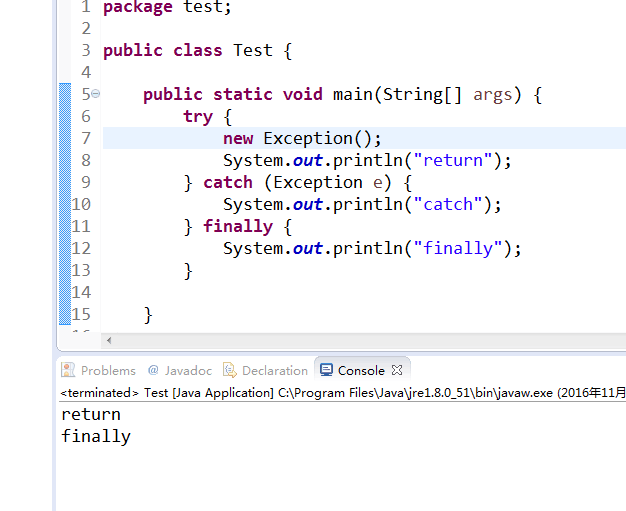 1 package test;
2
3 public class Test {
4
5 public static void main(String[] args) {
6 try {
7 new Exception();
8 System.out.println("return");
9 } catch (Exception e) {
10 System.out.println("catch");
11 } finally {
12 System.out.println("finally");
13 }
14
15 }
Problems @ Javadoc Declaration Console
<terminated> Test [Java Application] C:\Program Files\Java\jre1.8.0_51\bin\javaw.exe (2016年11月
return
finally